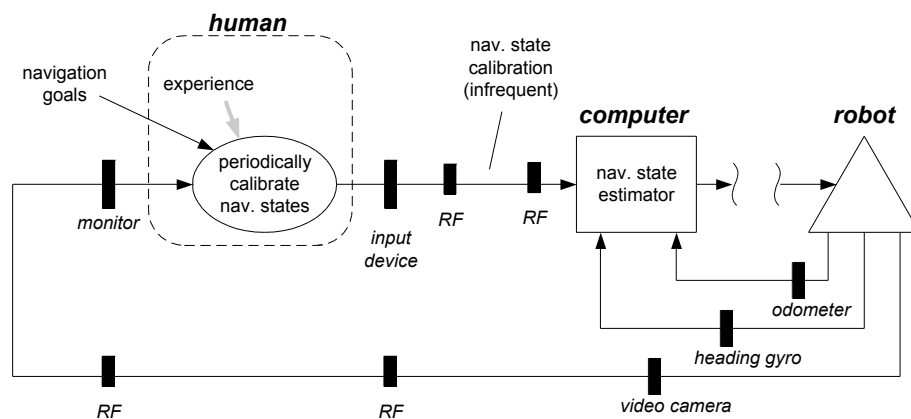 human
navigation
goals
experience
nav. state
calibration
(infrequent)
computer
robot
periodically
calibrate
nav. states
nav. state
estimator
monitor
input
device
RF
RF
odometer
heading gyro
video camera
RF
RF